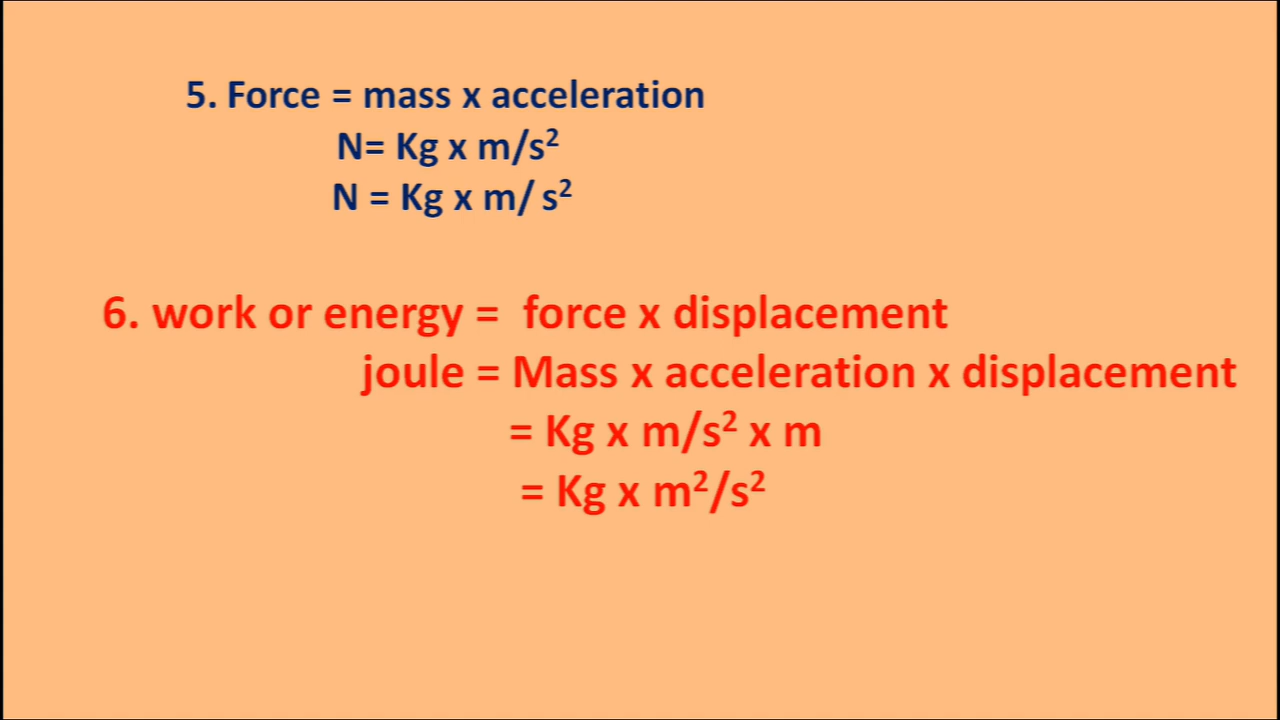 5. Force = mass x acceleration
N= Kg x m/s²
N = Kg x m/ s²
6. work or energy = force x displacement
joule = Mass x acceleration x displacement
= Kg x m/s² x m
= Kg x m²/s²